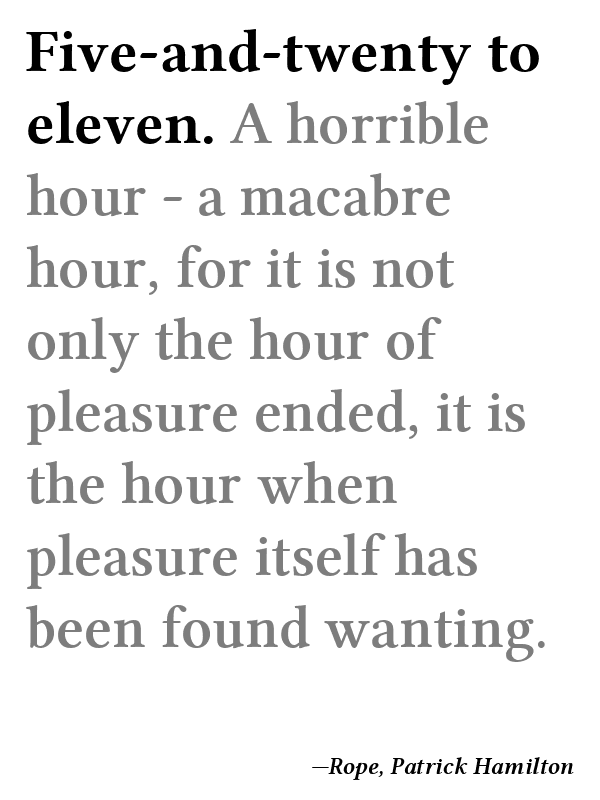 Five-and-twenty to
eleven. A horrible
hour - a macabre
hour, for it is not
only the hour of
pleasure ended, it is
the hour when
pleasure itself has
been found wanting.
—Rope, Patrick Hamilton